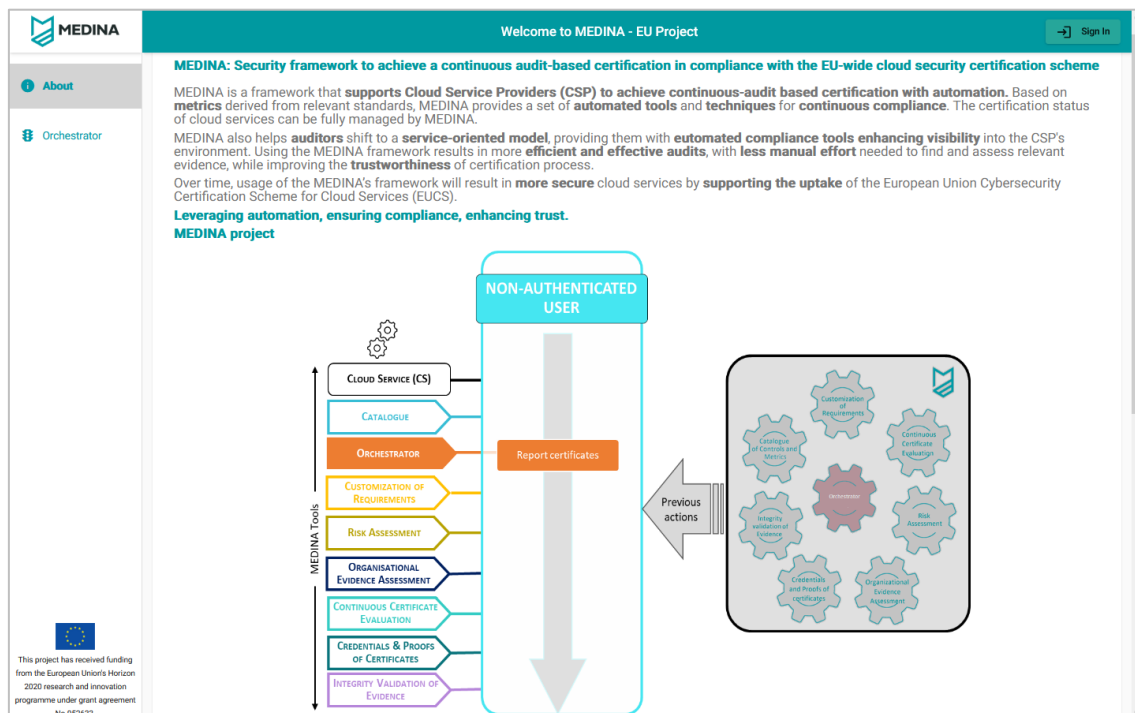 MEDINA
Welcome to MEDINA - EU Project
Sign In
About
Orchestrator
MEDINA: Security framework to achieve a continuous audit-based certification in compliance with the EU-wide cloud security certification scheme
MEDINA is a framework that supports Cloud Service Providers (CSP) to achieve continuous-audit based certification with automation. Based on
metrics derived from relevant standards, MEDINA provides a set of automated tools and techniques for continuous compliance. The certification status
of cloud services can be fully managed by MEDINA.
MEDINA also helps auditors shift to a service-oriented model, providing them with eutomated compliance tools enhancing visibility into the CSP's
environment. Using the MEDINA framework results in more efficient and effective audits, with less manual effort needed to find and assess relevant
evidence, while improving the trustworthiness of certification process.
Over time, usage of the MEDINA's framework will result in more secure cloud services by supporting the uptake of the European Union Cybersecurity
Certification Scheme for Cloud Services (EUCS).
Leveraging automation, ensuring compliance, enhancing trust.
MEDINA project
NON-AUTHENTICATED
USER
MEDINA Tools
CLOUD SERVICE (CS)
CATALOGUE
ORCHESTRATOR
Report certificates
CUSTOMIZATION OF
REQUIREMENTS
RISK ASSESSMENT
ORGANISATIONAL
EVIDENCE ASSESSMENT
CONTINUOUS CERTIFICATE
EVALUATION
CREDENTIALS & PROOFS
OF CERTIFICATES
INTEGRITY VALIDATION OF
EVIDENCE
Previous
actions
Customization
of
Requirements
Catalogue
of Controls and
Metrics
Continuous
Certificate
Evaluation
Orchestrator
Integrity
validation of
Evidence
Risk
Assessment
Credentials
and Proofs of
certificates
Organizational
Evidence
Assessment
This project has received funding
from the European Union's Horizon
2020 research and innovation
programme under grant agreement
No 952633